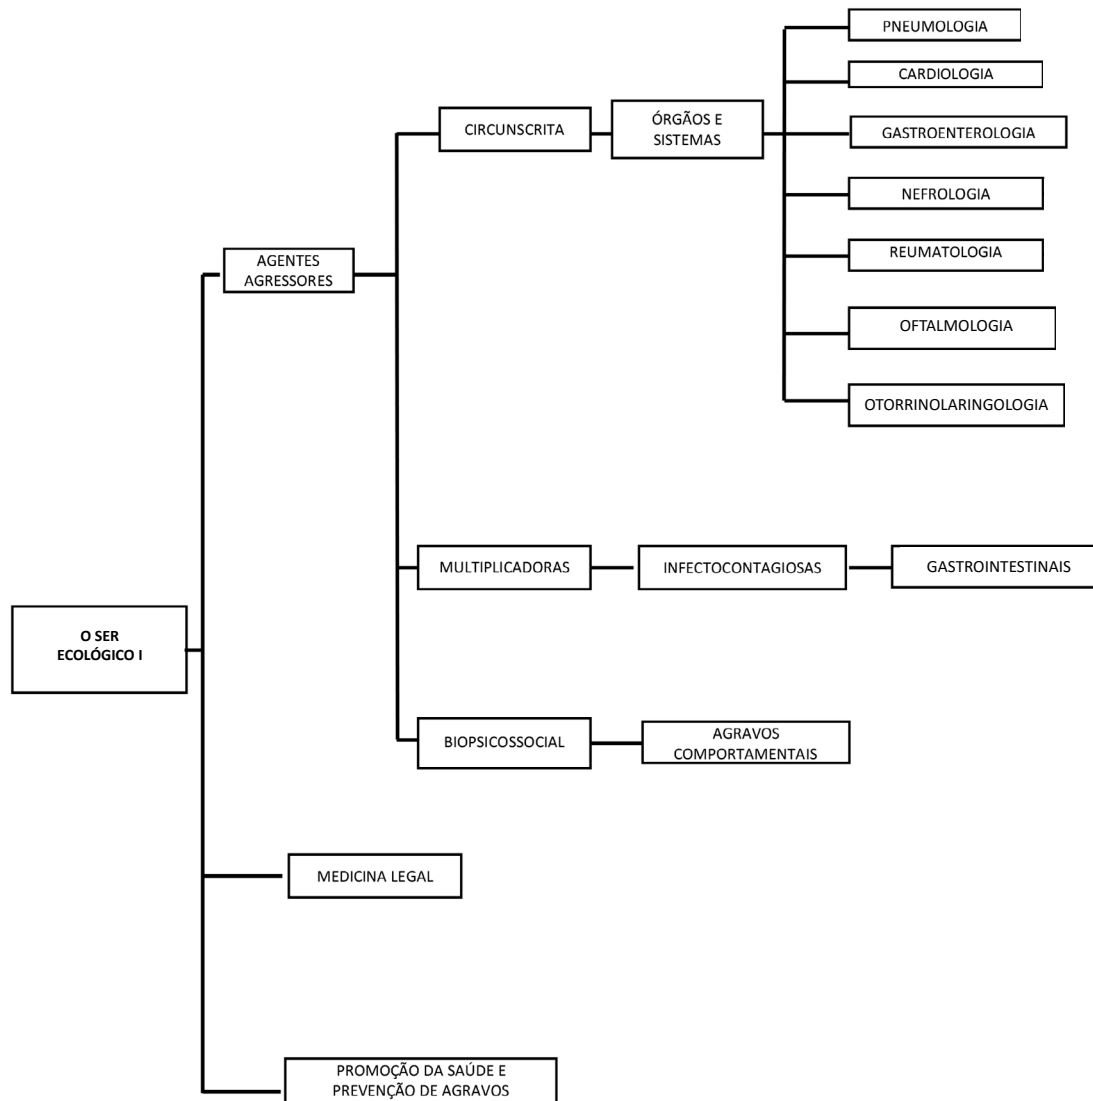 PNEUMOLOGIA
CARDIOLOGIA
CIRCUNSCRITA
ÓRGÃOS E
SISTEMAS
GASTROENTEROLOGIA
NEFROLOGIA
AGENTES
AGRESSORES
REUMATOLOGIA
OFTALMOLOGIA
OTORRINOLARINGOLOGIA
MULTIPLICADORAS
INFECTOCONTAGIOSAS
GASTROINTESTINAIS
O SER
ECOLÓGICO I
BIOPSICOSSOCIAL
AGRAVOS
COMPORTAMENTAIS
MEDICINA LEGAL
PROMOÇÃO DA SAÚDE E
PREVENÇÃO DE AGRAVOS